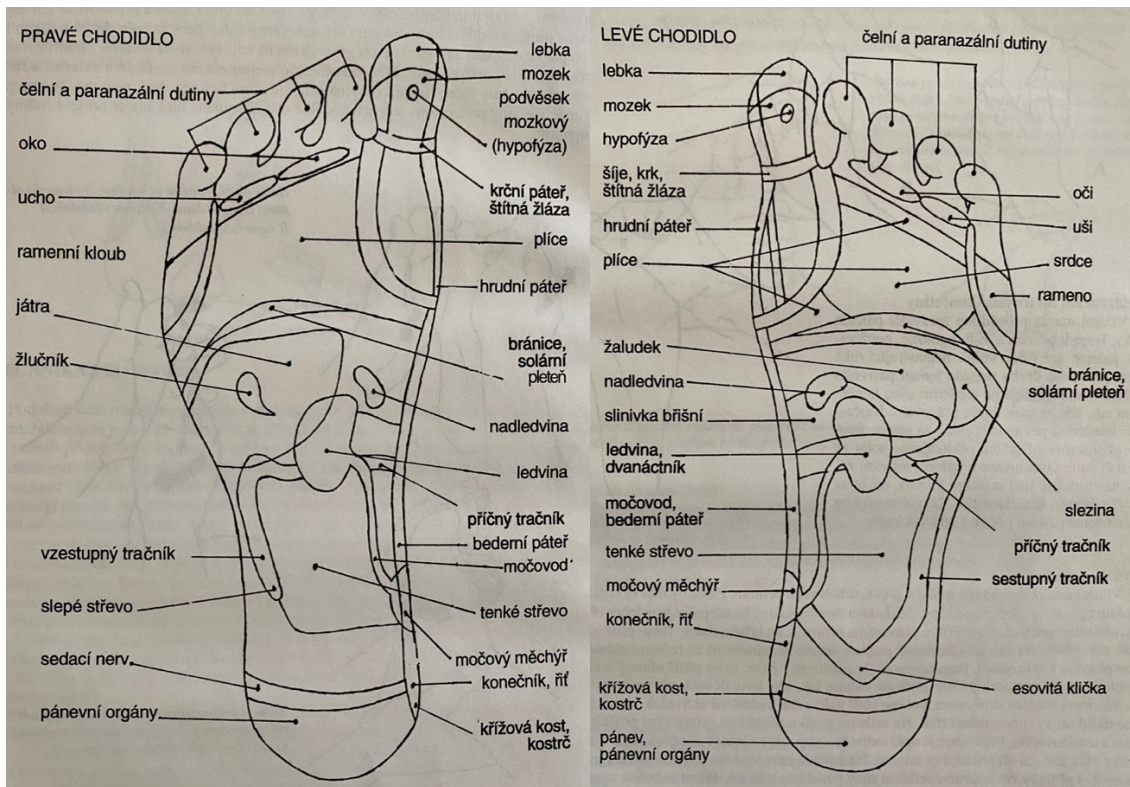 PRAVÉ CHODIDLO
čelní a paranazální dutiny
oko
ucho
ramenní kloub
játra
žlučník
vzestupný tračník
slepé střevo
sedací nerv
pánevní orgány
lebka
mozek
podvěsek
mozkový
(hypofýza)
krční páteř,
štítná žláza
plíce
hrudní páteř
bránice,
solární
pleteň
nadledvina
ledvina
příčný tračník
bederní páteř
močovod
tenké střevo
močový měchýř
konečník, řiť
křížová kost,
kostrč
LEVÉ CHODIDLO
čelní a paranazální dutiny
lebka
mozek
hypofýza
šíje, krk,
štítná žláza
hrudní páteř
plíce
žaludek
nadledvina
slinivka břišní
ledvina,
dvanáctník
močovod,
bederní páteř
tenké střevo
močový měchýř
konečník, řiť
křížová kost,
kostrč
pánev,
pánevní orgány
oči
uši
srdce
rameno
bránice,
solární pleteň
slezina
příčný tračník
sestupný tračník
esovitá klička